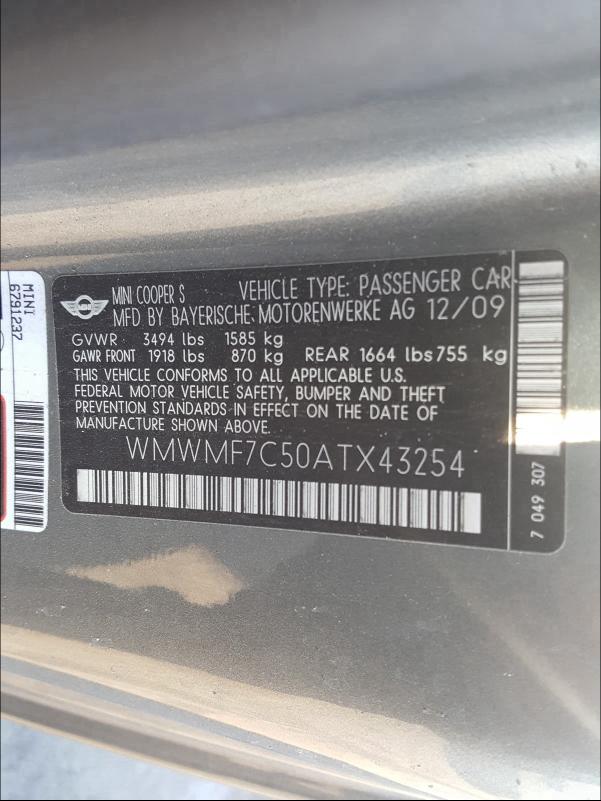 MINI
6791237
MINI COOPER S VEHICLE TYPE: PASSENGER CAR
MFD BY BAYERISCHE MOTORENWERKE AG 12/09
GVWR 3494 lbs 1585 kg
GAWR FRONT 1918 lbs 870 kg REAR 1664 lbs 755 kg
THIS VEHICLE CONFORMS TO ALL APPLICABLE U.S.
FEDERAL MOTOR VEHICLE SAFETY, BUMPER AND THEFT
PREVENTION STANDARDS IN EFFECT ON THE DATE OF
MANUFACTURE SHOWN ABOVE.
WMWMF7C50ATX43254
7 049 307